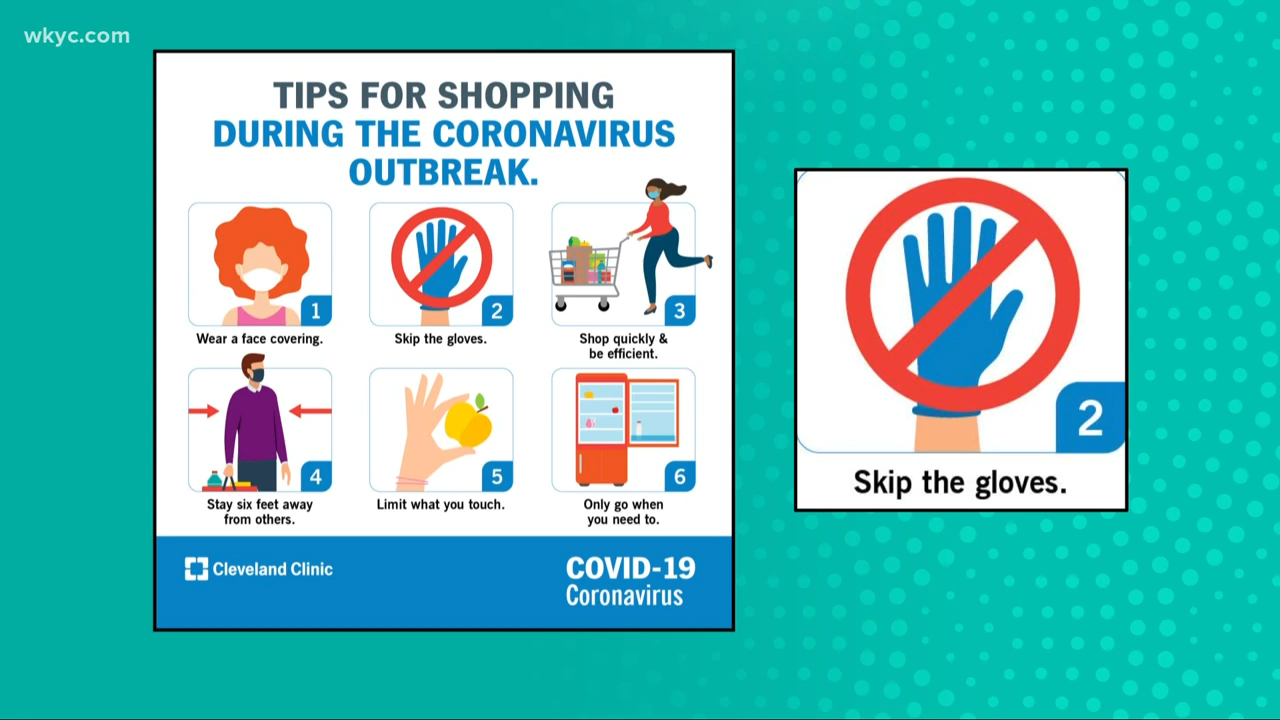 wkyc.com
TIPS FOR SHOPPING
DURING THE CORONAVIRUS
OUTBREAK.
1
Wear a face covering.
2
Skip the gloves.
3
Shop quickly &
be efficient.
4
Stay six feet away
from others.
5
Limit what you touch.
6
Only go when
you need to.
Cleveland Clinic
COVID-19
Coronavirus
2
Skip the gloves.